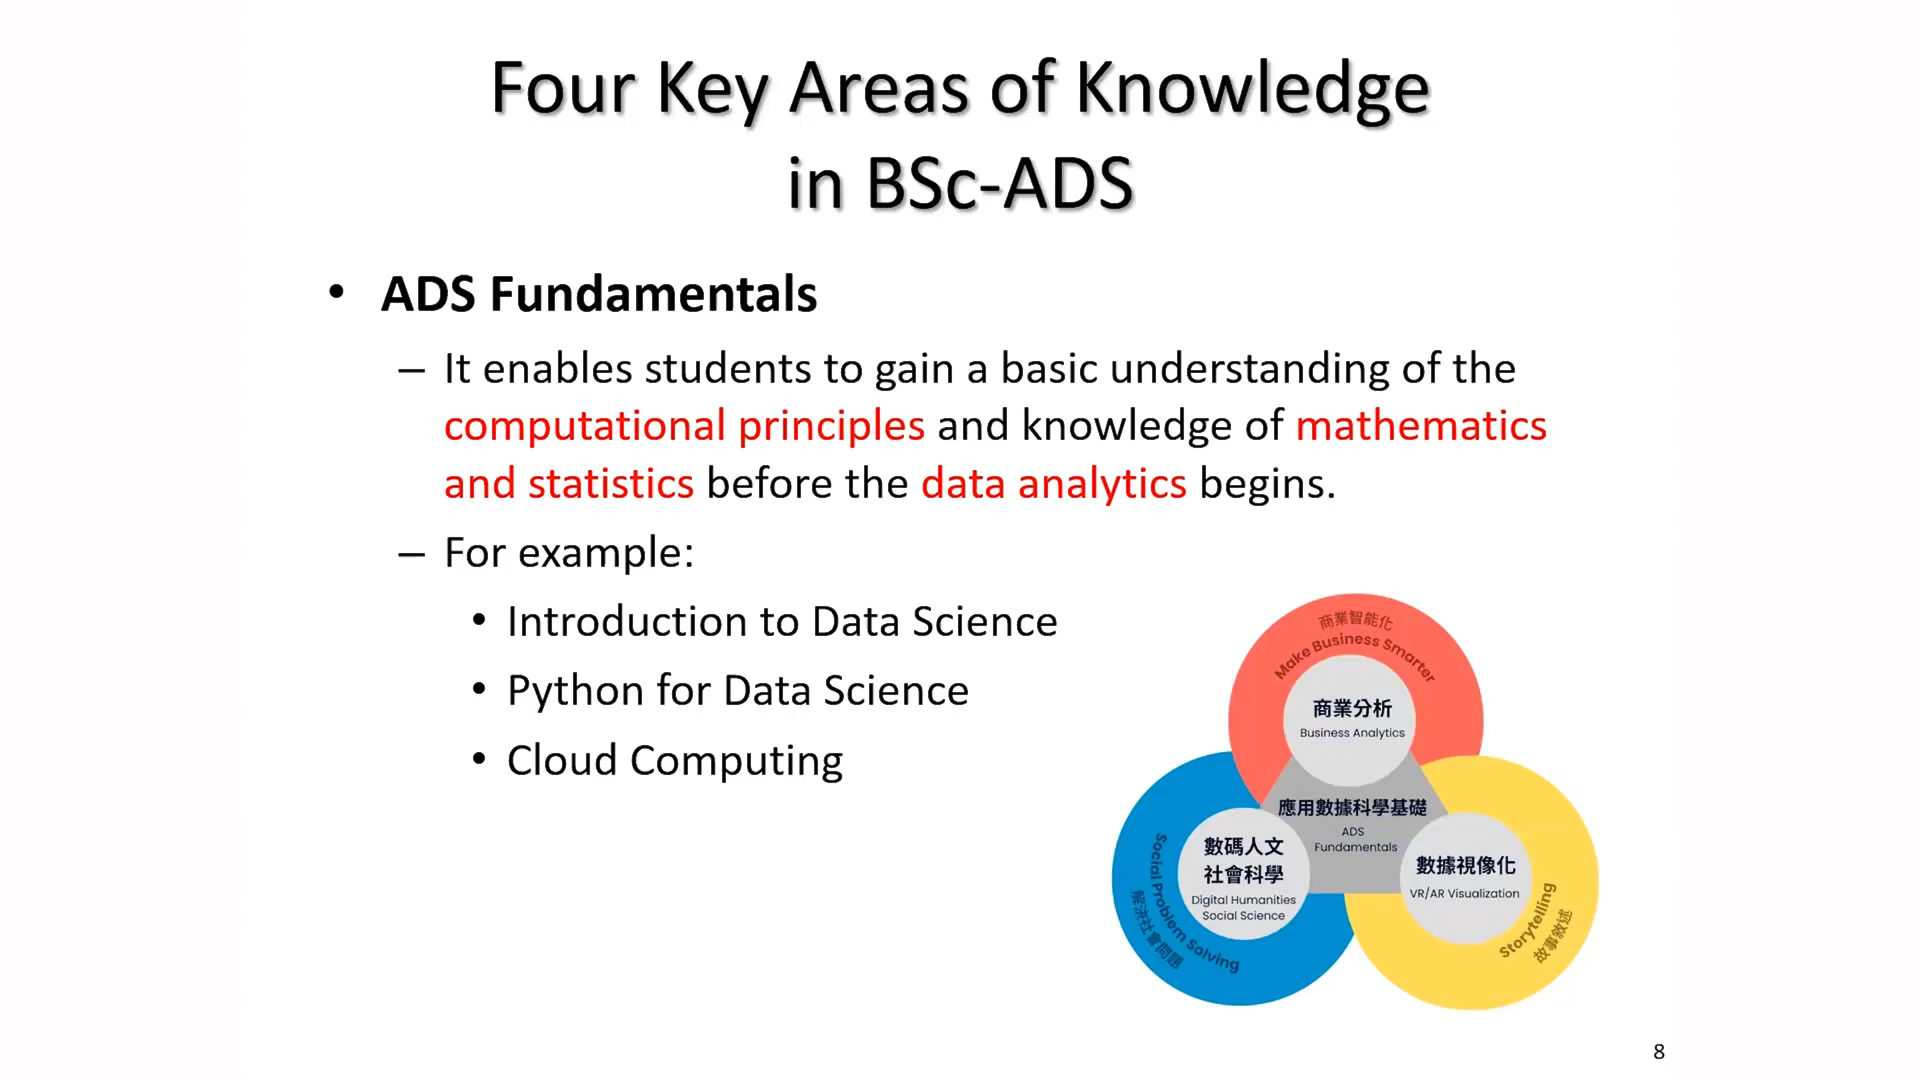 Four Key Areas of Knowledge
in BSc-ADS
• ADS Fundamentals
– It enables students to gain a basic understanding of the
computational principles and knowledge of mathematics
and statistics before the data analytics begins.
– For example:
• Introduction to Data Science
• Python for Data Science
• Cloud Computing
商業智能化
Make Business Smarter
商業分析
Business Analytics
應用數據科學基礎
ADS
Fundamentals
數碼人文
社會科學
Digital Humanities
Social Science
Social Problem Solving
解決社會問題
數據視像化
VR/AR Visualization
Storytelling
故事敘述
8